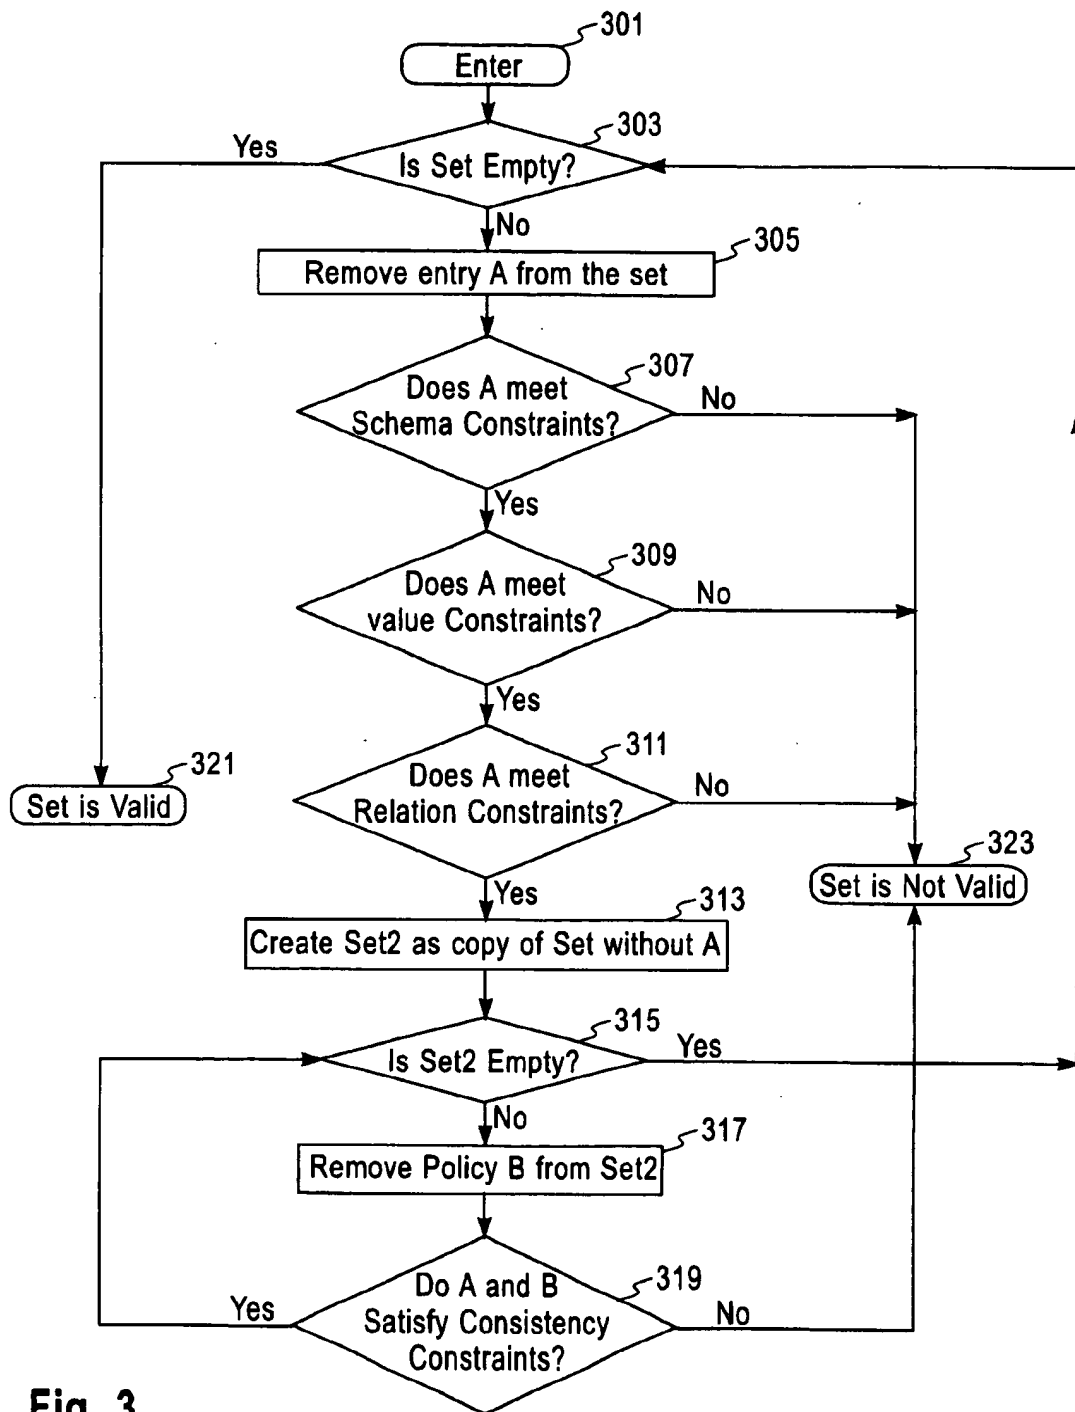 301
Enter
303
Yes
Is Set Empty?
No
305
Remove entry A from the set
307
Does A meet
Schema Constraints?
No
Yes
309
Does A meet
value Constraints?
No
Yes
311
Does A meet
Relation Constraints?
No
321
Set is Valid
323
Set is Not Valid
Yes
313
Create Set2 as copy of Set without A
315
Is Set2 Empty?
Yes
No
317
Remove Policy B from Set2
319
Do A and B
Satisfy Consistency
Constraints?
Yes
No
Fig. 3